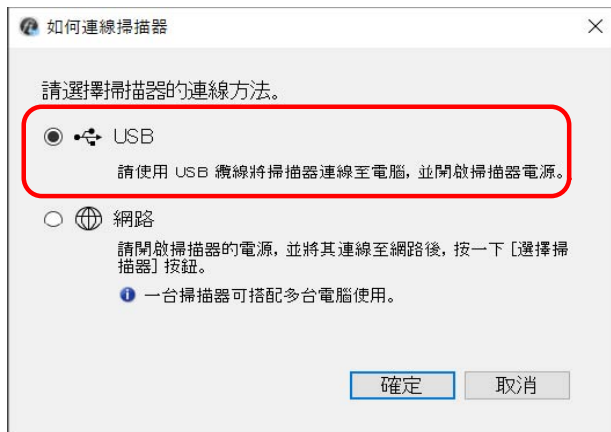 如何連線掃描器
請選擇掃描器的連線方法。
USB
請使用 USB 纜線將掃描器連線至電腦, 並開啟掃描器電源。
網路
請開啟掃描器的電源, 並將其連線至網路後, 按一下 [選擇掃
描器] 按鈕。
一台掃描器可搭配多台電腦使用。
確定 取消